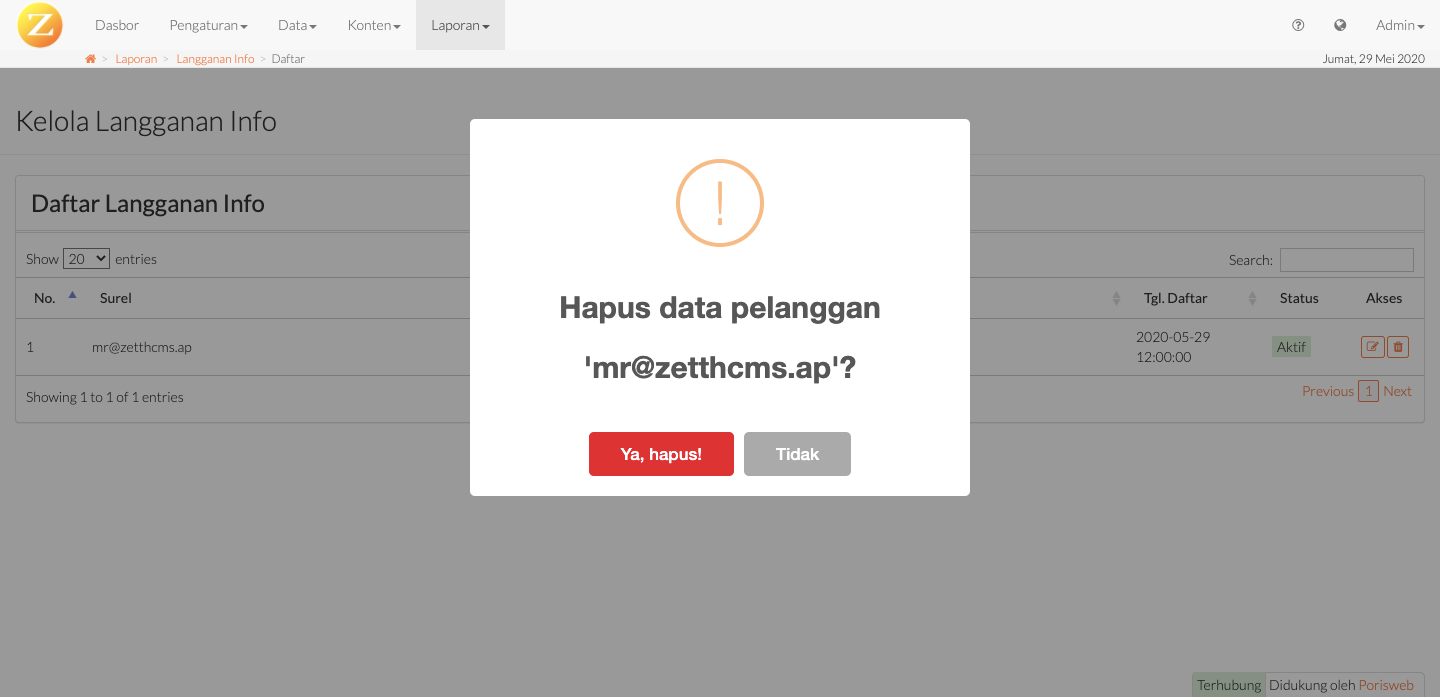 Z Dasbor Pengaturan Data Konten Laporan Admin
> Laporan > Langganan Info > Daftar Jumat, 29 Mei 2020
Kelola Langganan Info
Daftar Langganan Info
Show 20 entries Search:
No. Surel Tgl. Daftar Status Akses
1 mr@zetthcms.ap 2020-05-29 12:00:00 Aktif
Showing 1 to 1 of 1 entries Previous 1 Next
!
Hapus data pelanggan
'mr@zetthcms.ap'?
Ya, hapus! Tidak
Terhubung Didukung oleh Porisweb